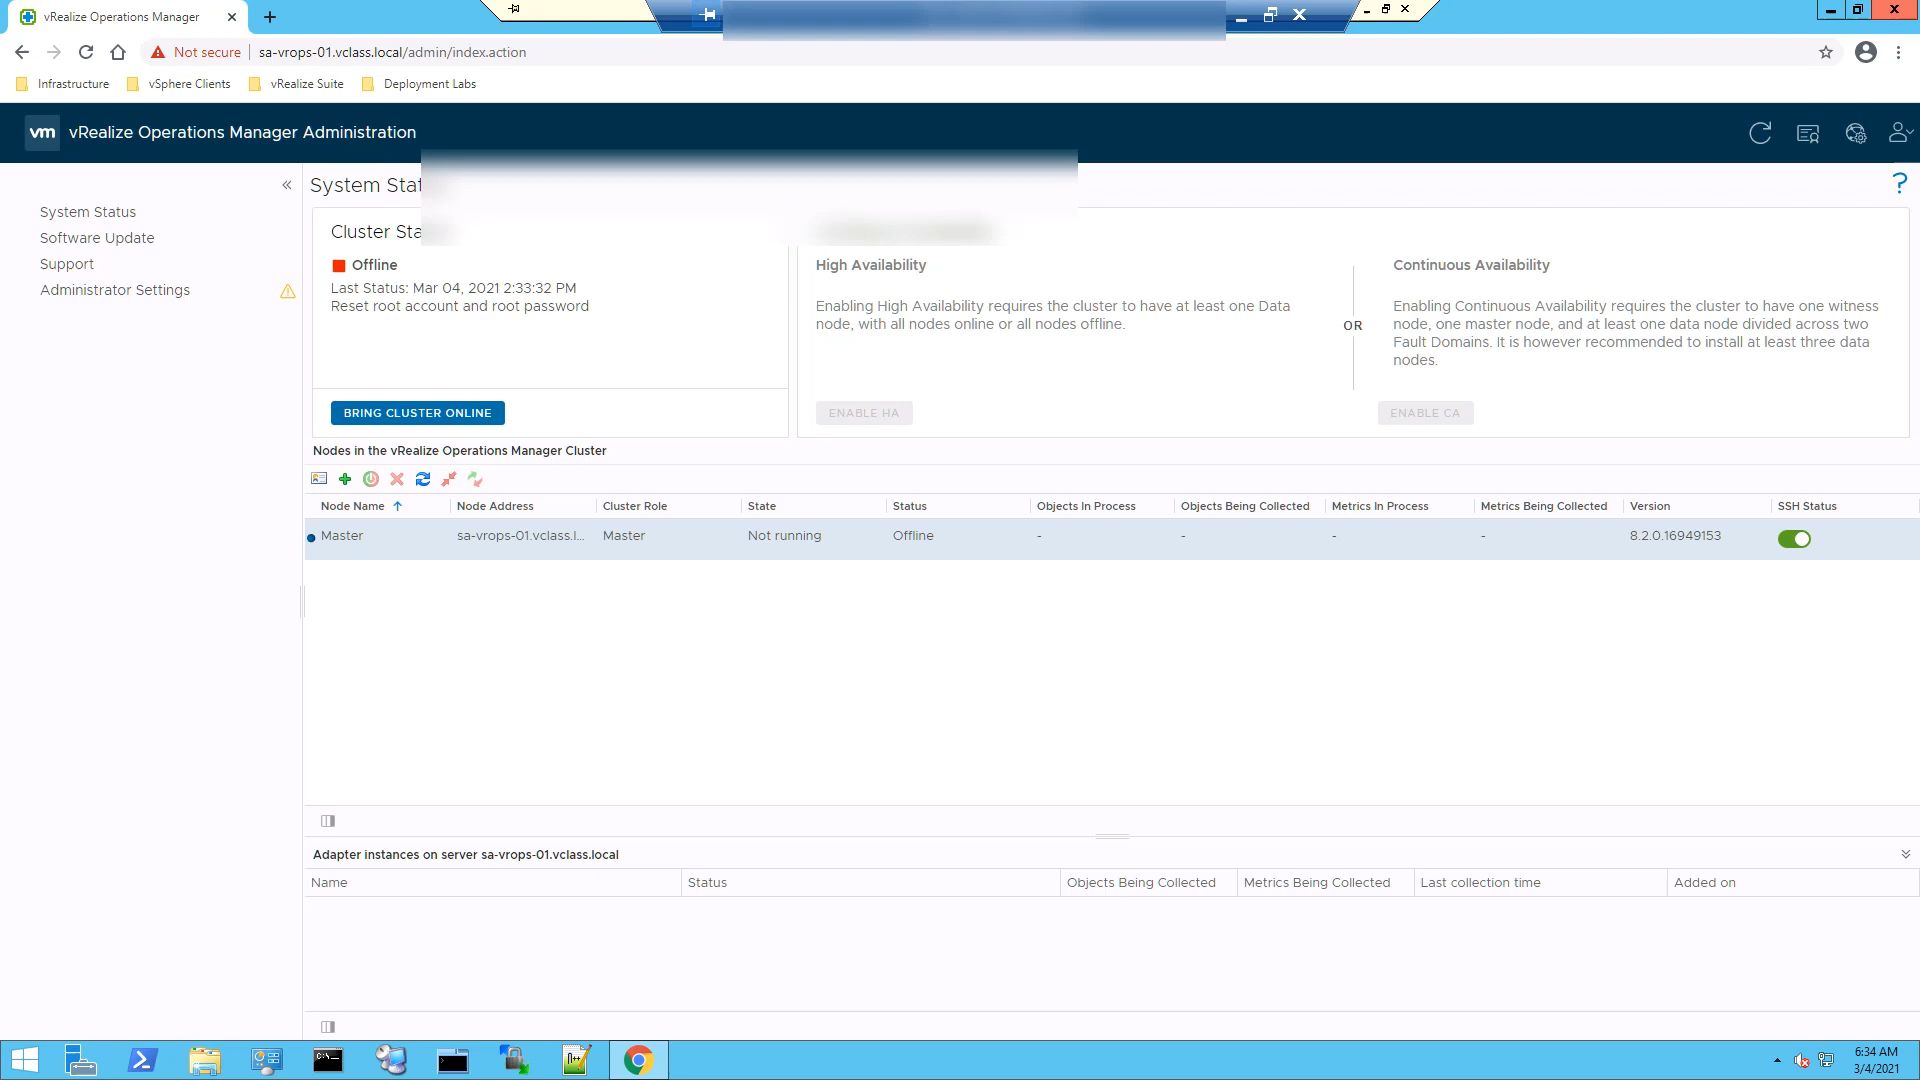 vRealize Operations Manager
Not secure
sa-vrops-01.vclass.local/admin/index.action
Infrastructure
vSphere Clients
vRealize Suite
Deployment Labs
vm
vRealize Operations Manager Administration
«
System Stat
?
System Status
Software Update
Support
Administrator Settings
Cluster Sta
Offline
Last Status: Mar 04, 2021 2:33:32 PM
Reset root account and root password
BRING CLUSTER ONLINE
High Availability
Enabling High Availability requires the cluster to have at least one Data
node, with all nodes online or all nodes offline.
ENABLE HA
OR
Continuous Availability
Enabling Continuous Availability requires the cluster to have one witness
node, one master node, and at least one data node divided across two
Fault Domains. It is however recommended to install at least three data
nodes.
ENABLE CA
Nodes in the vRealize Operations Manager Cluster
Node Name Node Address Cluster Role State Status Objects In Process Objects Being Collected Metrics In Process Metrics Being Collected Version SSH Status
Master sa-vrops-01.vclass.l... Master Not running Offline - - - - 8.2.0.16949153
Adapter instances on server sa-vrops-01.vclass.local
Name Status Objects Being Collected Metrics Being Collected Last collection time Added on
6:34 AM
3/4/2021